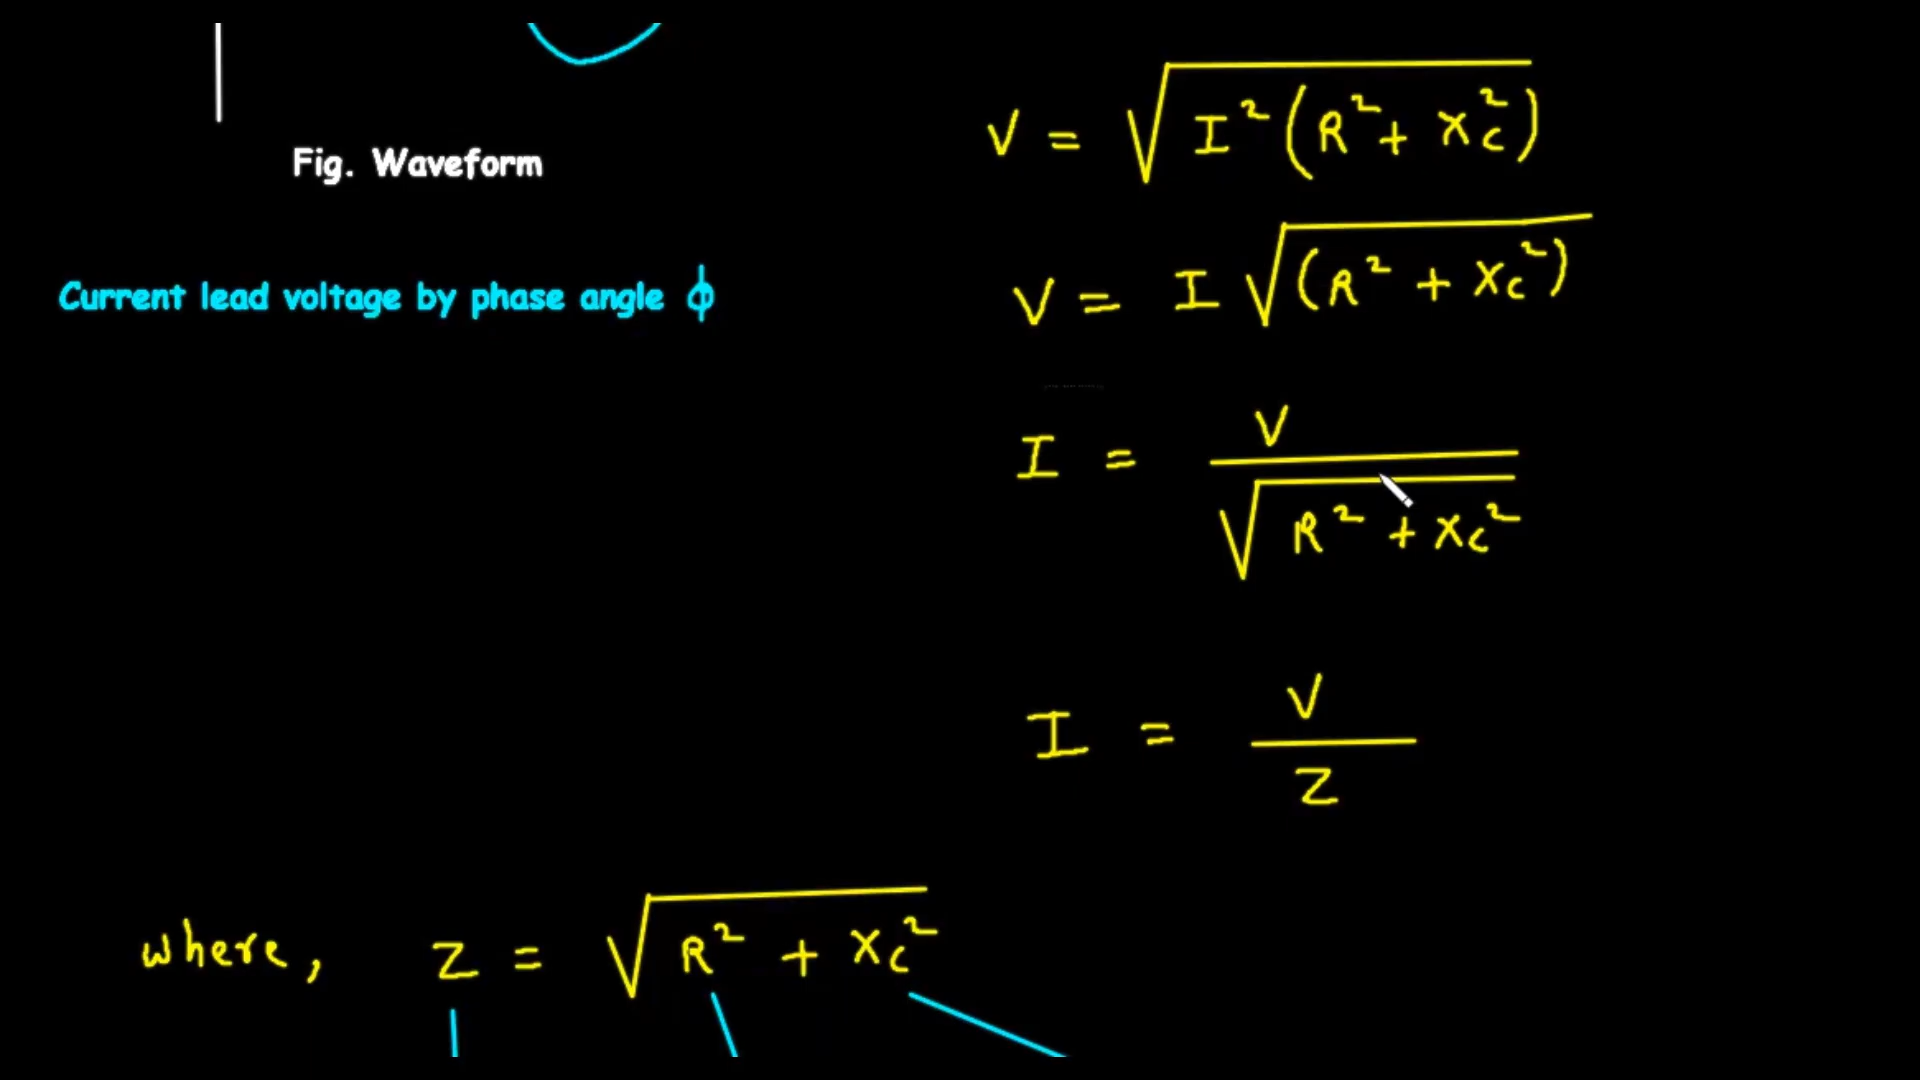 Fig. Waveform
Current lead voltage by phase angle ϕ
V = √(I²(R² + Xc²))
V = I √(R² + Xc²)
I = V / √(R² + Xc²)
I = V / Z
where, Z = √(R² + Xc²)